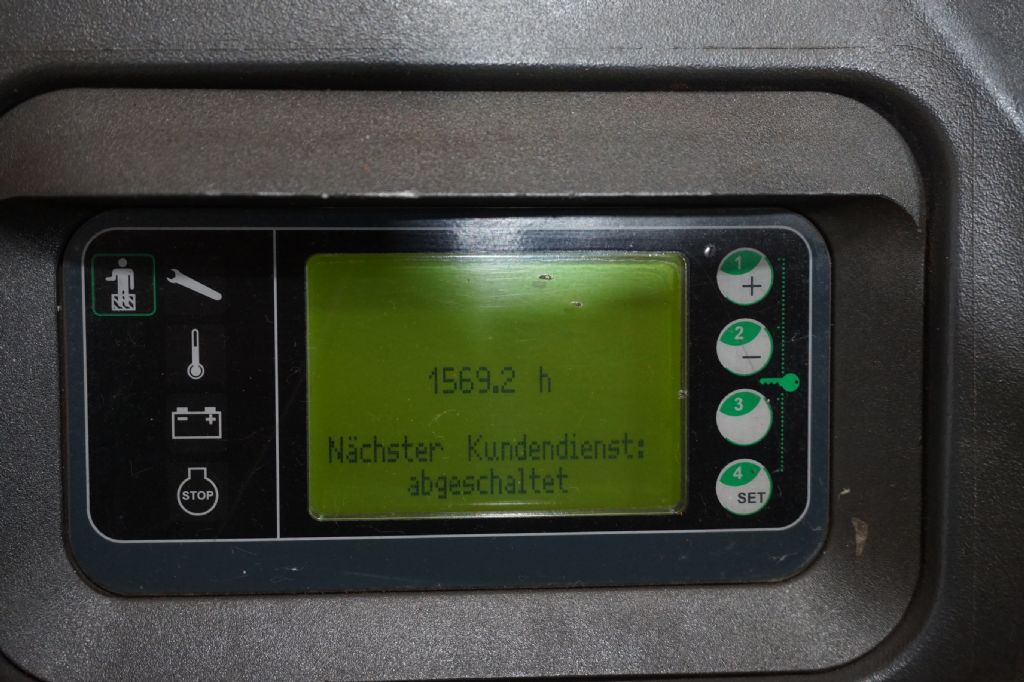 1569.2 h
Nächster Kundendienst:
abgeschaltet
STOP
1
+
2
−
3
4
SET